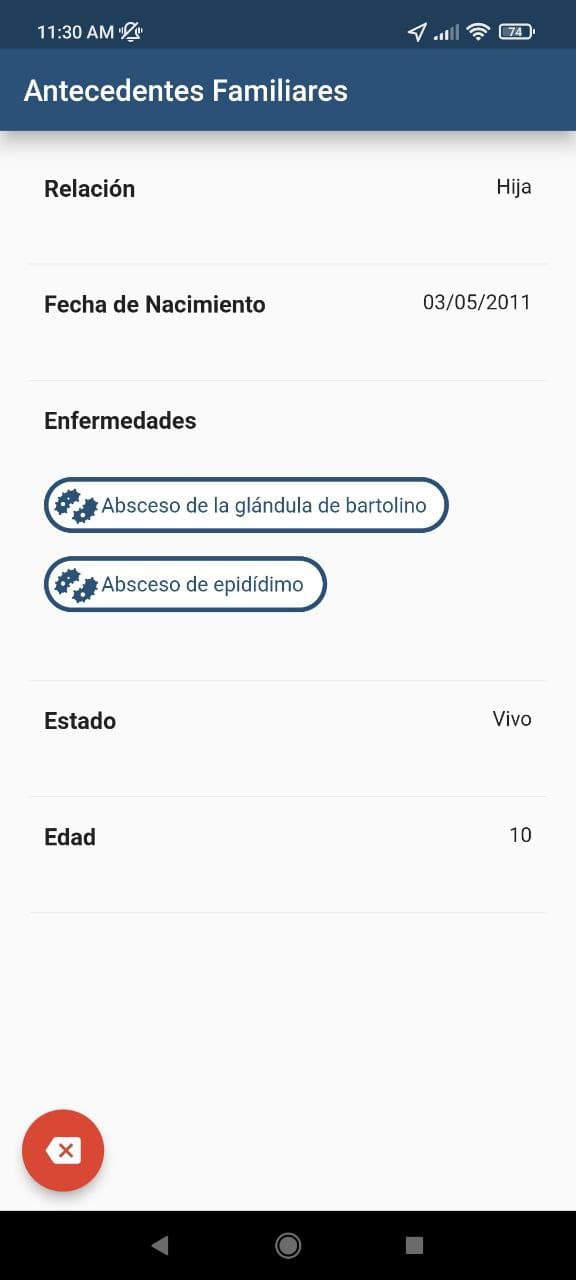 11:30 AM
74
Antecedentes Familiares
Relación
Hija
Fecha de Nacimiento
03/05/2011
Enfermedades
Absceso de la glándula de bartolino
Absceso de epidídimo
Estado
Vivo
Edad
10